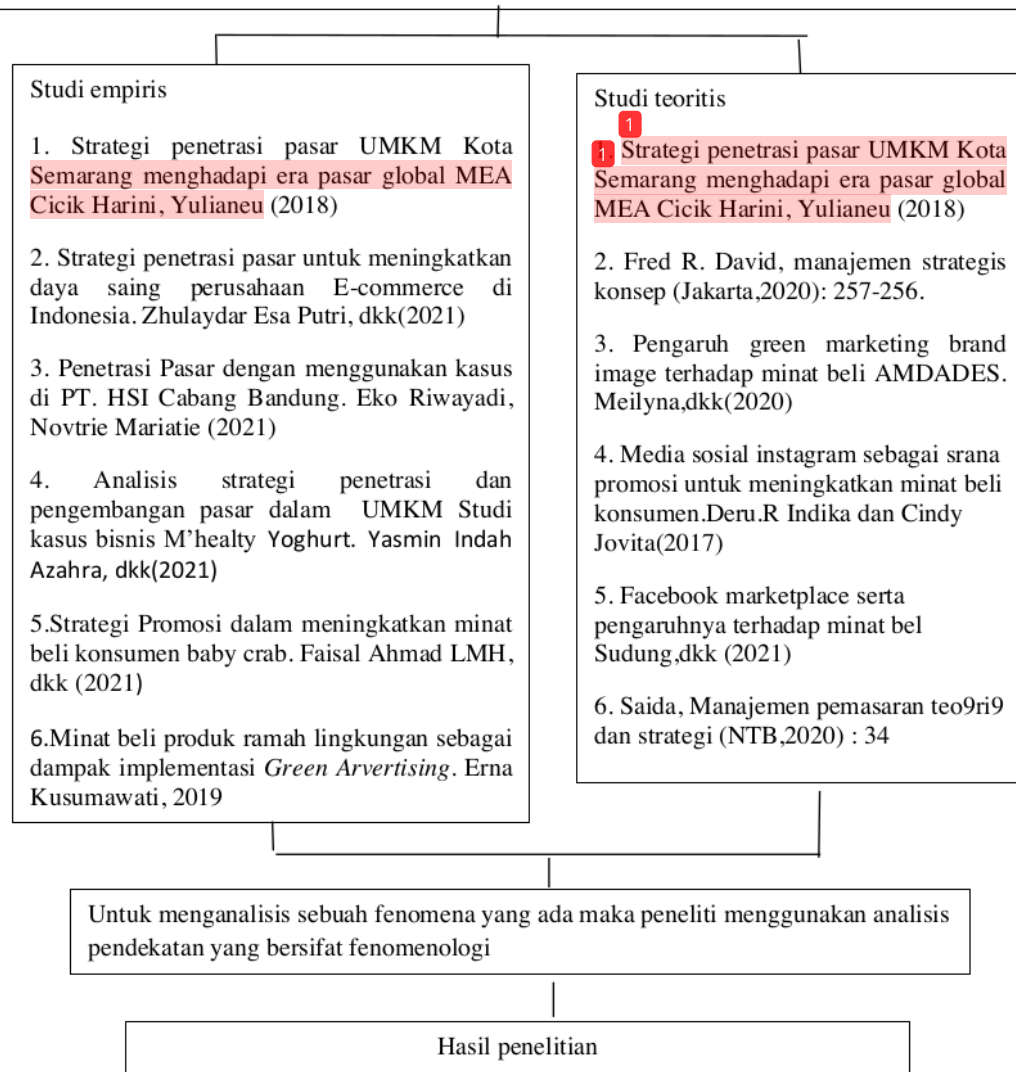 Studi empiris
1. Strategi penetrasi pasar UMKM Kota
Semarang menghadapi era pasar global MEA
Cicik Harini, Yulianeu (2018)
2. Strategi penetrasi pasar untuk meningkatkan
daya saing perusahaan E-commerce di
Indonesia. Zhulaydar Esa Putri, dkk(2021)
3. Penetrasi Pasar dengan menggunakan kasus
di PT. HSI Cabang Bandung. Eko Riwayadi,
Novtrie Mariatie (2021)
4. Analisis strategi penetrasi dan
pengembangan pasar dalam UMKM Studi
kasus bisnis M’healty Yoghurt. Yasmin Indah
Azahra, dkk(2021)
5.Strategi Promosi dalam meningkatkan minat
beli konsumen baby crab. Faisal Ahmad LMH,
dkk (2021)
6.Minat beli produk ramah lingkungan sebagai
dampak implementasi Green Arvertising. Erna
Kusumawati, 2019
Studi teoritis
1
1
1. Strategi penetrasi pasar UMKM Kota
Semarang menghadapi era pasar global
MEA Cicik Harini, Yulianeu (2018)
2. Fred R. David, manajemen strategis
konsep (Jakarta,2020): 257-256.
3. Pengaruh green marketing brand
image terhadap minat beli AMDADES.
Meilyna,dkk(2020)
4. Media sosial instagram sebagai srana
promosi untuk meningkatkan minat beli
konsumen.Deru.R Indika dan Cindy
Jovita(2017)
5. Facebook marketplace serta
pengaruhnya terhadap minat bel
Sudung,dkk (2021)
6. Saida, Manajemen pemasaran teo9ri9
dan strategi (NTB,2020) : 34
Untuk menganalisis sebuah fenomena yang ada maka peneliti menggunakan analisis
pendekatan yang bersifat fenomenologi
Hasil penelitian